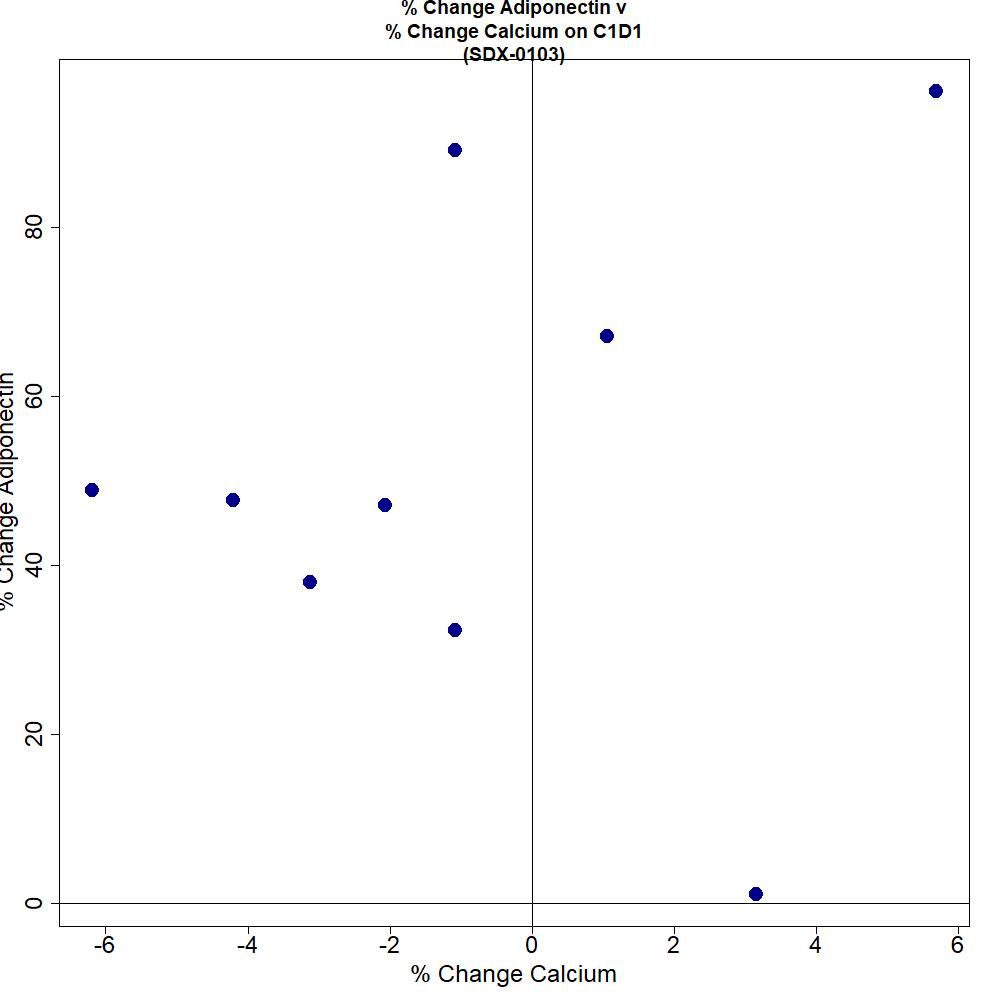 % Change Adiponectin v
% Change Calcium on C1D1
(SDX-0103)
% Change Adiponectin
80
60
40
20
0
-6
-4
-2
0
2
4
6
% Change Calcium